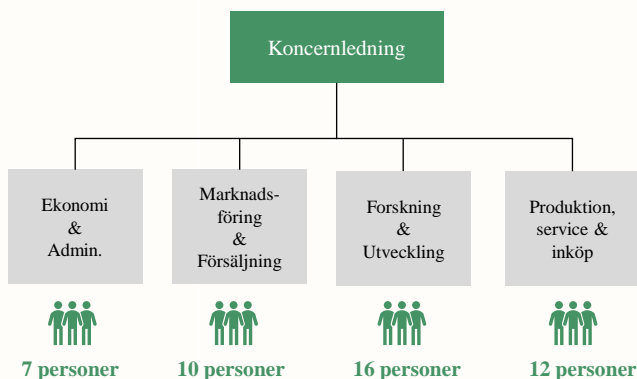 Koncernledning
Ekonomi
&
Admin.
Marknads-
föring
&
Försäljning
Forskning
&
Utveckling
Produktion,
service &
inköp
7 personer
10 personer
16 personer
12 personer